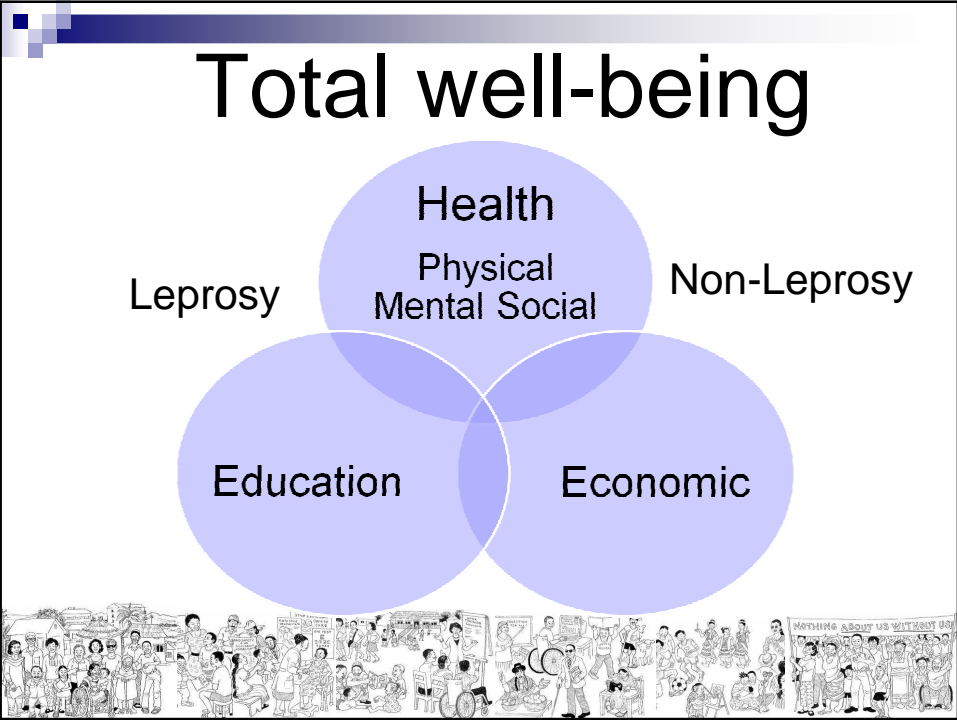 Total well-being
Health
Physical
Mental Social
Leprosy
Non-Leprosy
Education
Economic
NOTHING ABOUT US WITHOUT US!